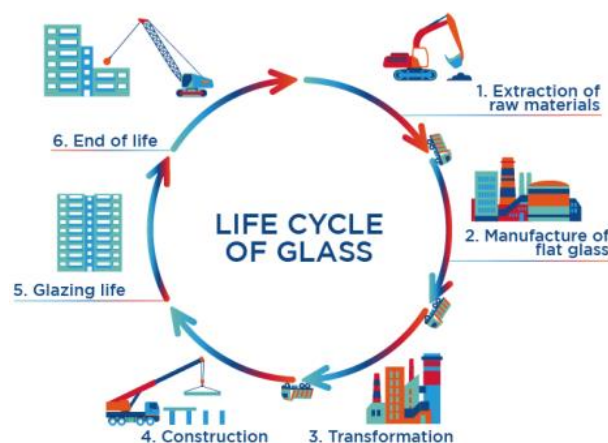 1. Extraction of
raw materials
2. Manufacture of
flat glass
3. Transformation
4. Construction
5. Glazing life
6. End of life
LIFE CYCLE
OF GLASS